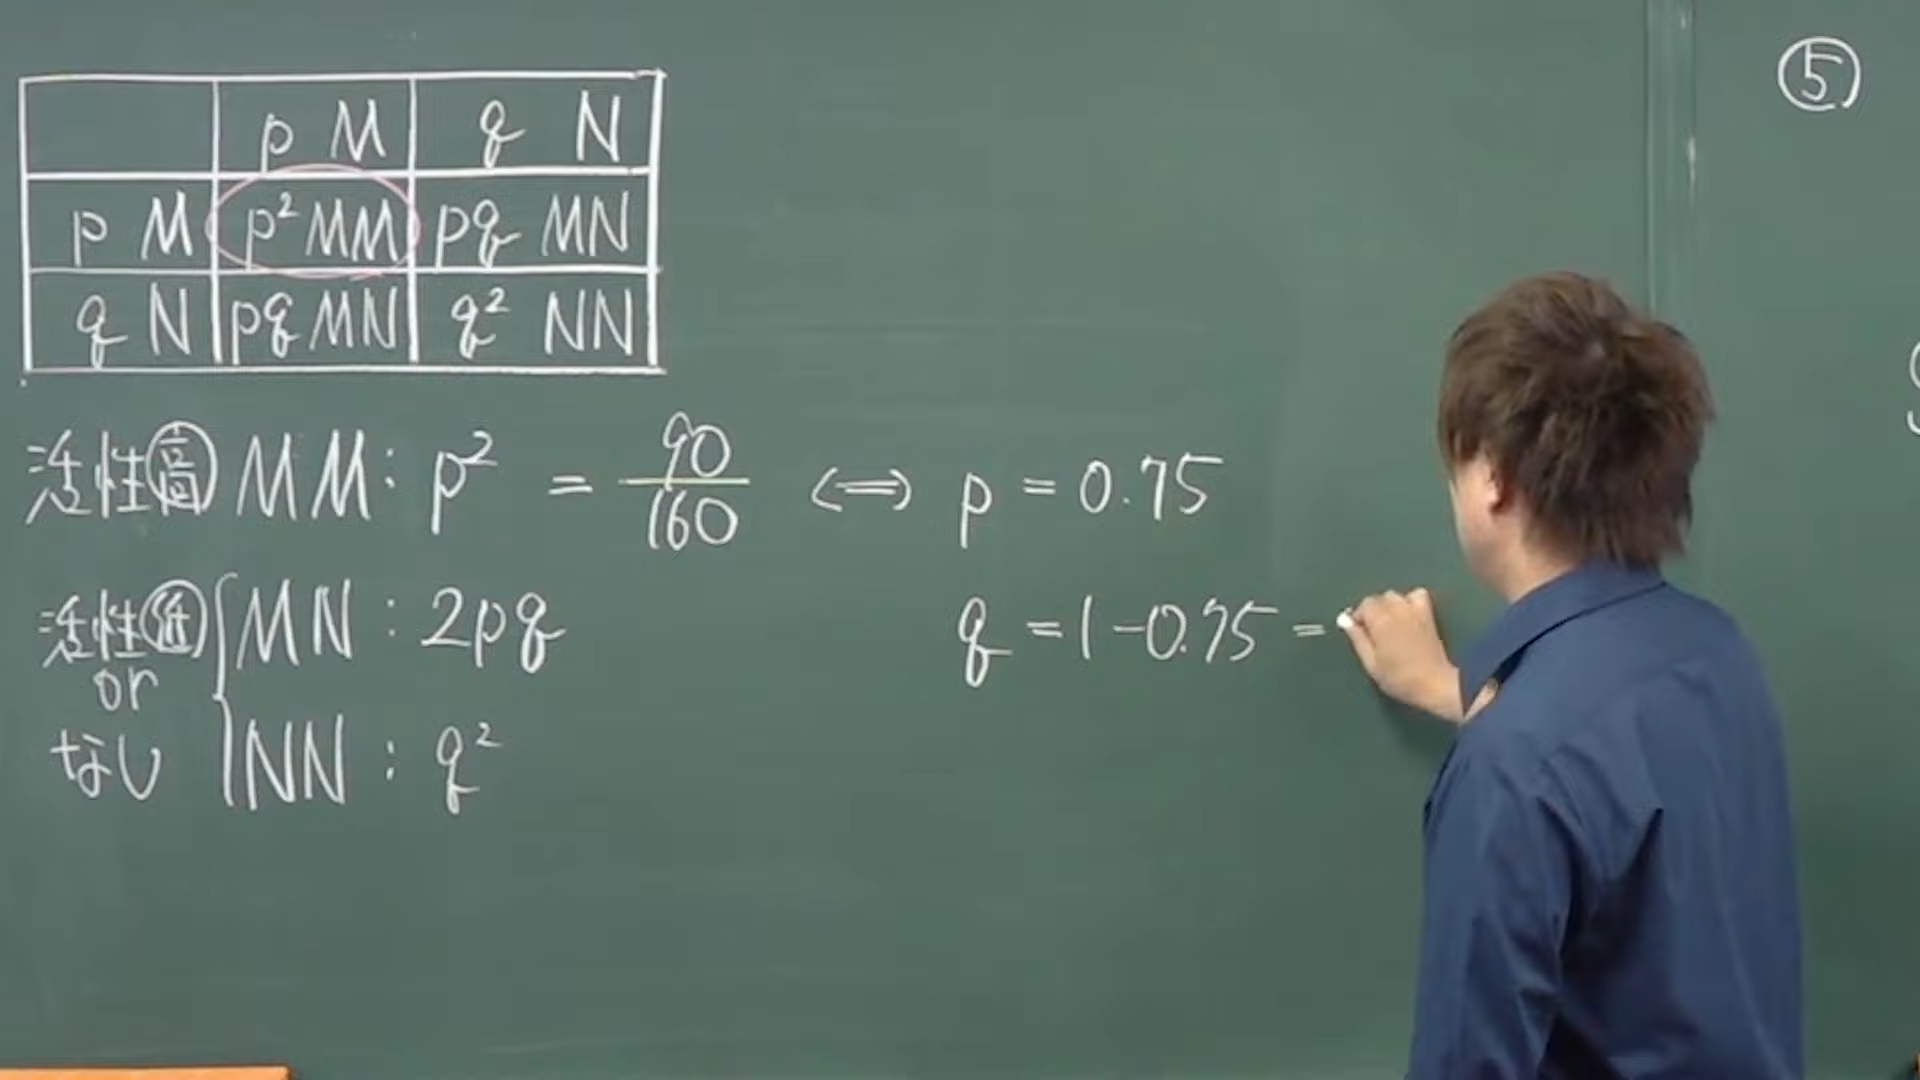 p M q N
p M p² MM pq MN
q N pq MN q² NN
活性高 MM : p² = 90/160 ⟺ p = 0.75
活性低 or なし { MN : 2pq
NN : q²
q = 1 - 0.75 =
⑤